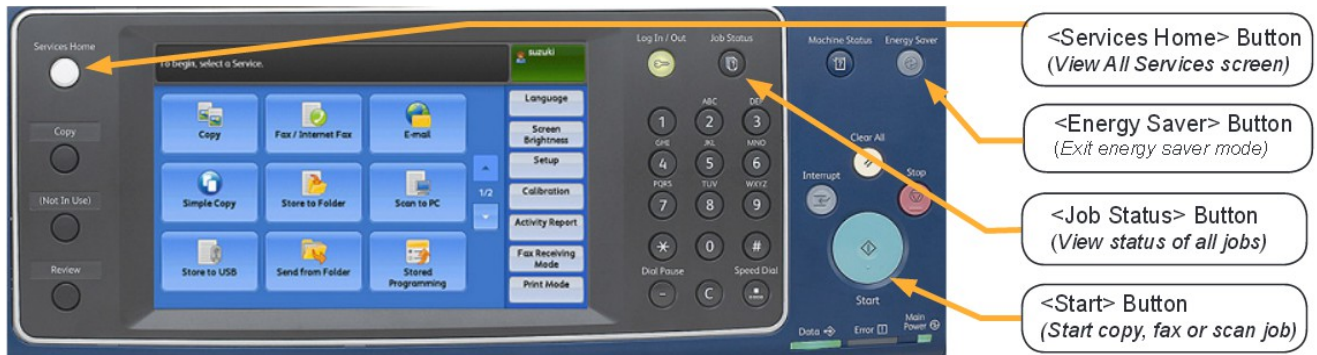 Services Home
Copy
(Not In Use)
Review
To begin, select a Service.
suzuki
Copy
Fax / Internet Fax
E-mail
Simple Copy
Store to Folder
Scan to PC
Store to USB
Send from Folder
Stored
Programming
1/2
Language
Screen
Brightness
Setup
Calibration
Activity Report
Fax Receiving
Mode
Print Mode
Log In / Out
Job Status
Machine Status
Energy Saver
ABC
DEF
1
2
3
GHI
JKL
MNO
4
5
6
PQRS
TUV
WXYZ
7
8
9
*
0
#
Dial Pause
Speed Dial
-
C
Clear All
Interrupt
Stop
Start
Data
Error
Main
Power
<Services Home> Button
(View All Services screen)
<Energy Saver> Button
(Exit energy saver mode)
<Job Status> Button
(View status of all jobs)
<Start> Button
(Start copy, fax or scan job)